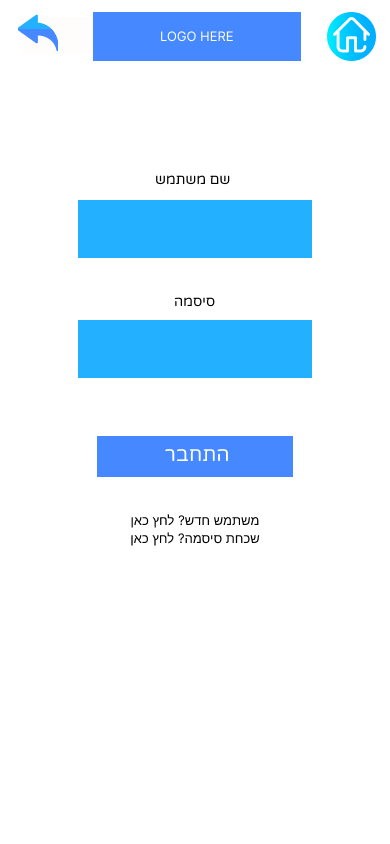 LOGO HERE
שם משתמש
סיסמה
התחבר
משתמש חדש? לחץ כאן
שכחת סיסמה? לחץ כאן